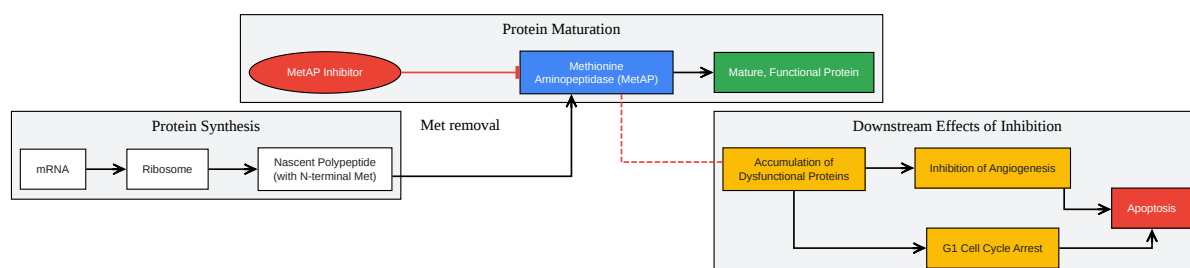 Protein Maturation
MetAP Inhibitor
Methionine
Aminopeptidase (MetAP)
Mature, Functional Protein
Protein Synthesis
Met removal
mRNA
Ribosome
Nascent Polypeptide
(with N-terminal Met)
Downstream Effects of Inhibition
Accumulation of
Dysfunctional Proteins
Inhibition of Angiogenesis
Apoptosis
G1 Cell Cycle Arrest